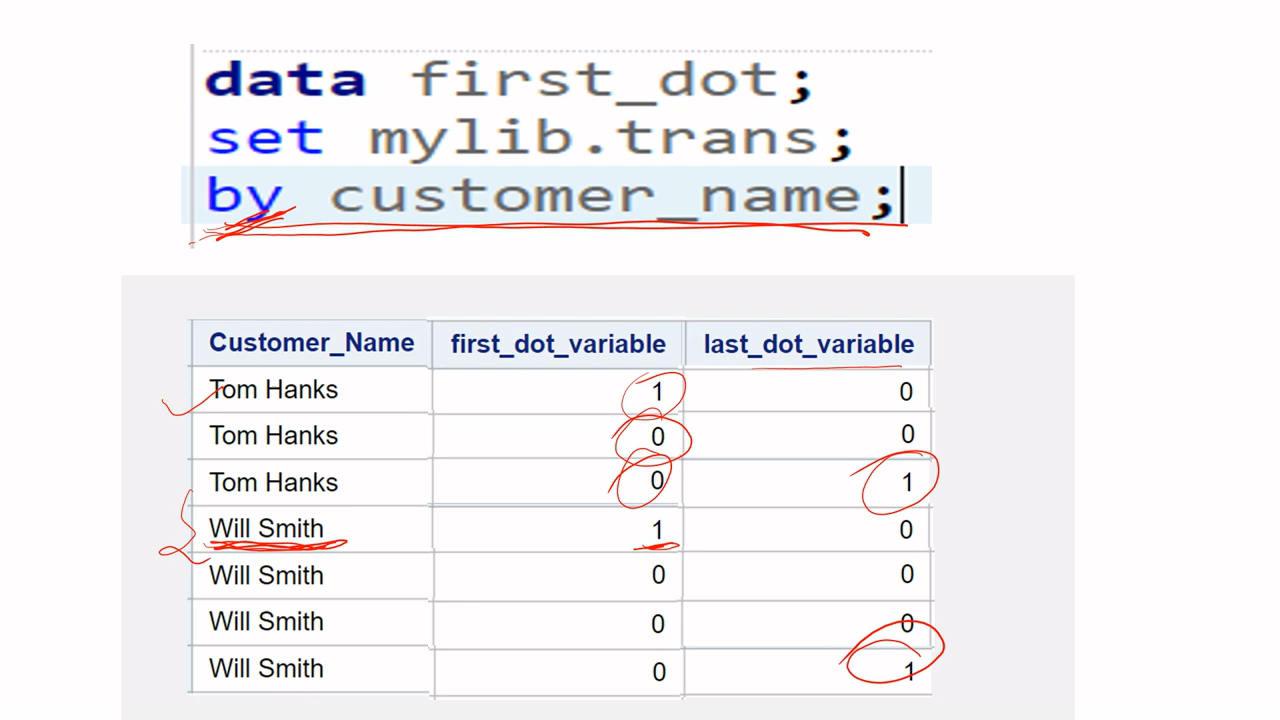 data first_dot;
set mylib.trans;
by customer_name;
Customer_Name first_dot_variable last_dot_variable
Tom Hanks 1 0
Tom Hanks 0 0
Tom Hanks 0 1
Will Smith 1 0
Will Smith 0 0
Will Smith 0 0
Will Smith 0 1